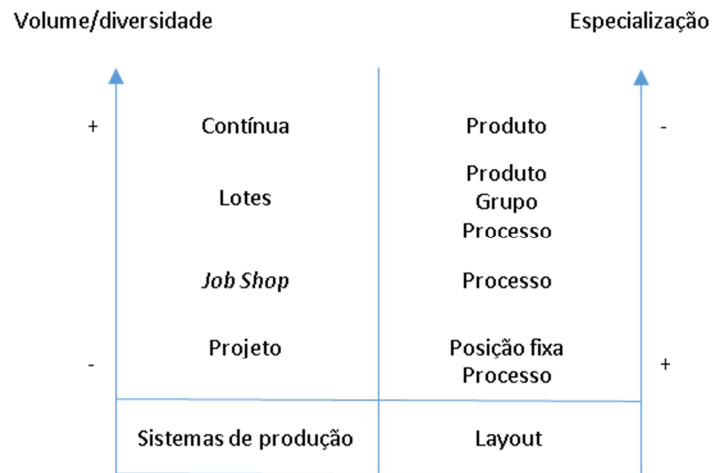 Volume/diversidade Especialização
+ Contínua Produto -
Lotes Produto
Grupo
Processo
Job Shop Processo
- Projeto Posição fixa +
Processo
Sistemas de produção Layout